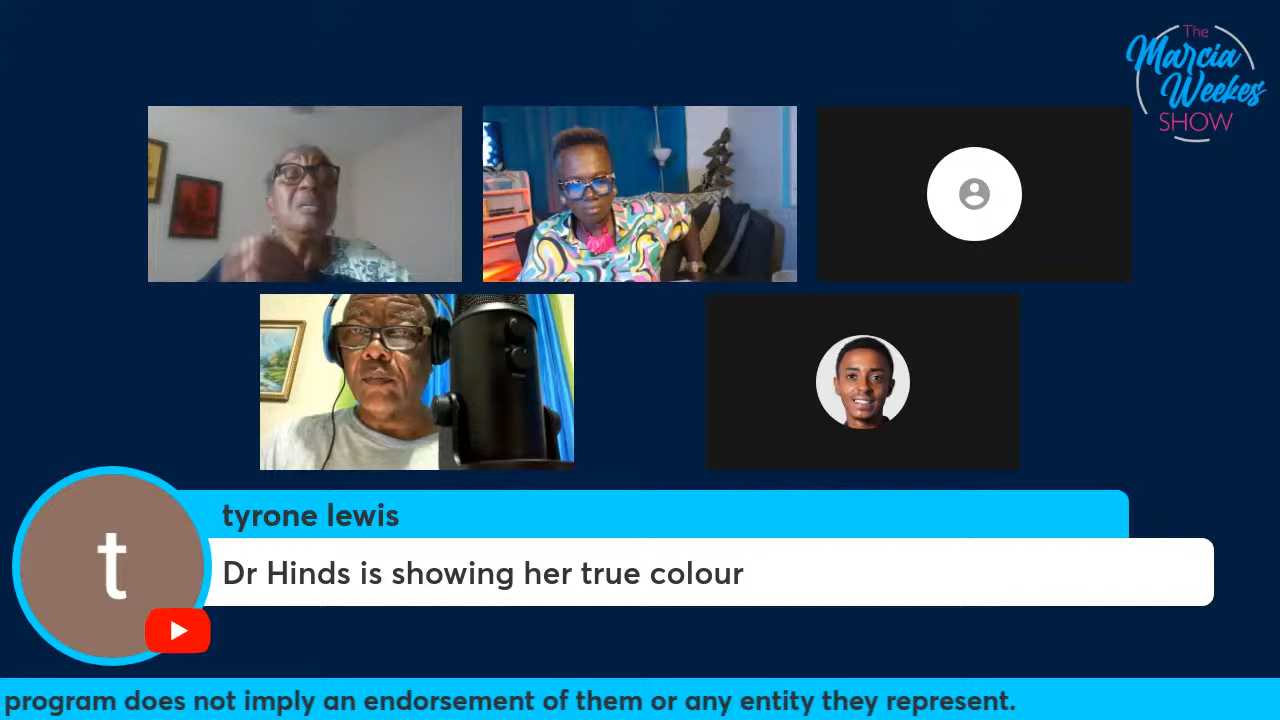 The
Marcia
Weekes
SHOW
t
tyrone lewis
Dr Hinds is showing her true colour
program does not imply an endorsement of them or any entity they represent.